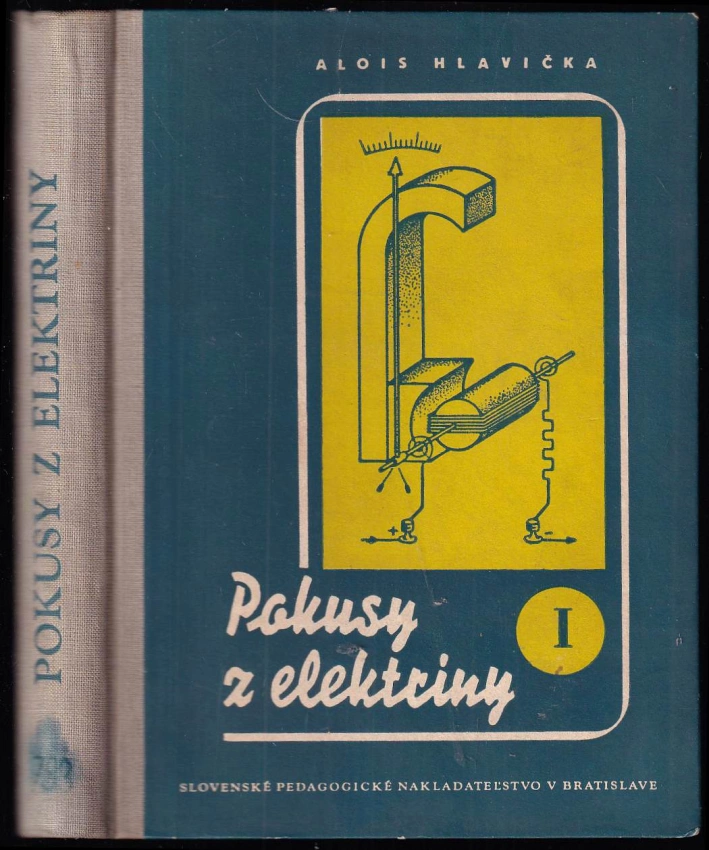 POKUSY Z ELEKTRINY
ALOIS HLAVIČKA
+
-
Pokusy
z elektriny
I
SLOVENSKÉ PEDAGOGICKÉ NAKLADATEĽSTVO V BRATISLAVE